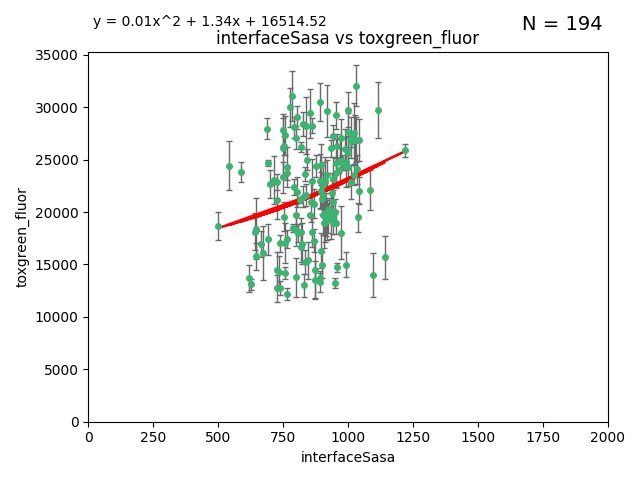 y = 0.01x^2 + 1.34x + 16514.52
N = 194
interfaceSasa vs toxgreen_fluor
35000
30000
25000
20000
15000
10000
5000
0
toxgreen_fluor
0 250 500 750 1000 1250 1500 1750 2000
interfaceSasa